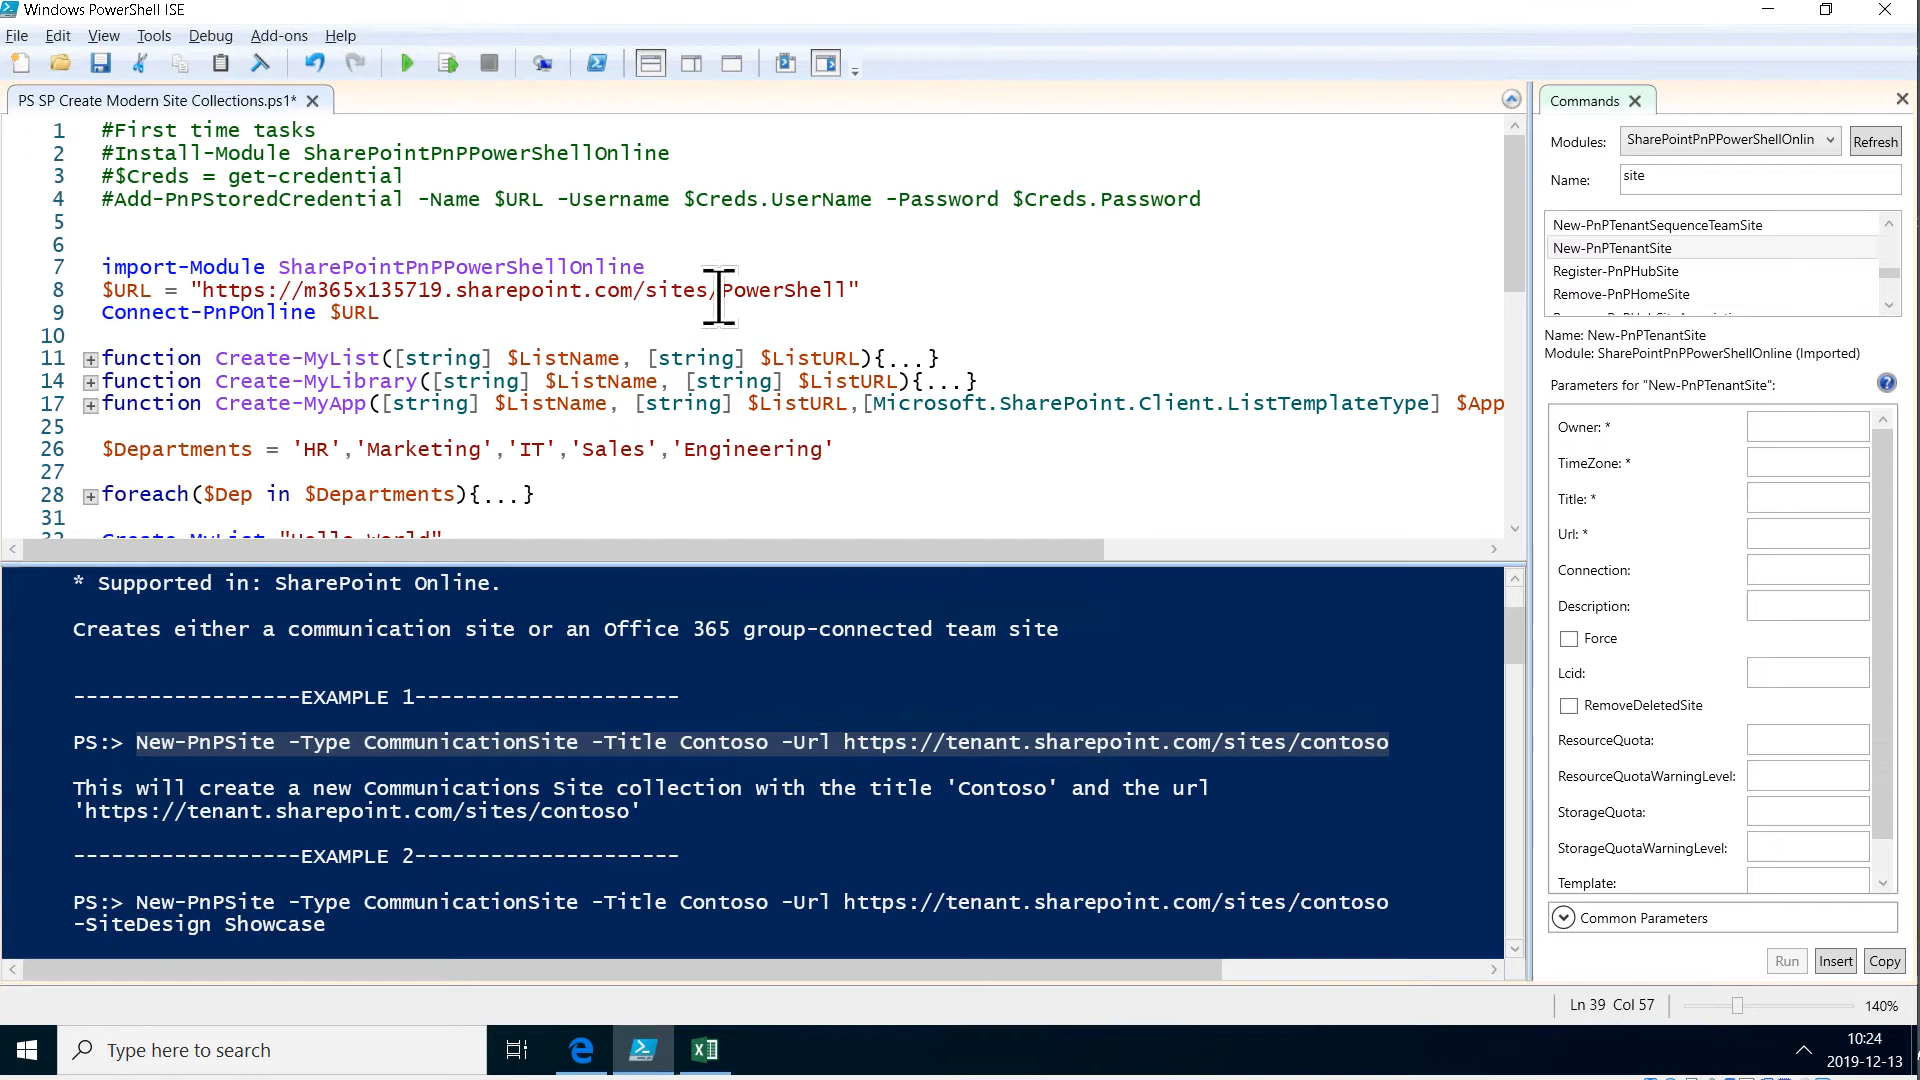 Windows PowerShell ISE
File Edit View Tools Debug Add-ons Help
PS SP Create Modern Site Collections.ps1*
1 #First time tasks
2 #Install-Module SharePointPnPPowerShellOnline
3 #$Creds = get-credential
4 #Add-PnPStoredCredential -Name $URL -Username $Creds.UserName -Password $Creds.Password
5
6
7 import-Module SharePointPnPPowerShellOnline
8 $URL = "https://m365x135719.sharepoint.com/sites/PowerShell"
9 Connect-PnPOnline $URL
10
11 function Create-MyList([string] $ListName, [string] $ListURL){...}
14 function Create-MyLibrary([string] $ListName, [string] $ListURL){...}
17 function Create-MyApp([string] $ListName, [string] $ListURL,[Microsoft.SharePoint.Client.ListTemplateType] $App
25
26 $Departments = 'HR','Marketing','IT','Sales','Engineering'
27
28 foreach($Dep in $Departments){...}
31
32 Create-MyList "Hello World"
* Supported in: SharePoint Online.
Creates either a communication site or an Office 365 group-connected team site
------------------EXAMPLE 1---------------------
PS:> New-PnPSite -Type CommunicationSite -Title Contoso -Url https://tenant.sharepoint.com/sites/contoso
This will create a new Communications Site collection with the title 'Contoso' and the url
'https://tenant.sharepoint.com/sites/contoso'
------------------EXAMPLE 2---------------------
PS:> New-PnPSite -Type CommunicationSite -Title Contoso -Url https://tenant.sharepoint.com/sites/contoso
-SiteDesign Showcase
Commands
Modules: SharePointPnPPowerShellOnlin Refresh
Name: site
New-PnPTenantSequenceTeamSite
New-PnPTenantSite
Register-PnPHubSite
Remove-PnPHomeSite
Name: New-PnPTenantSite
Module: SharePointPnPPowerShellOnline (Imported)
Parameters for "New-PnPTenantSite":
Owner: *
TimeZone: *
Title: *
Url: *
Connection:
Description:
Force
Lcid:
RemoveDeletedSite
ResourceQuota:
ResourceQuotaWarningLevel:
StorageQuota:
StorageQuotaWarningLevel:
Template:
Common Parameters
Run Insert Copy
Ln 39 Col 57 140%
Type here to search
10:24
2019-12-13